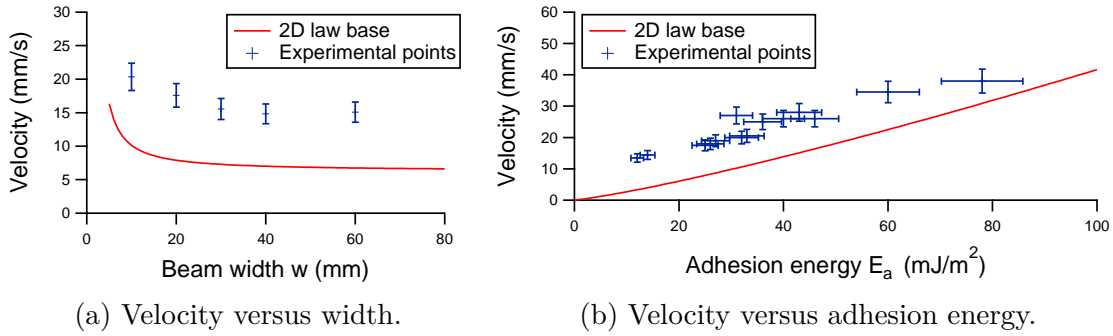 30
25
20
15
10
5
0
Velocity (mm/s)
2D law base
Experimental points
0 20 40 60 80
Beam width w (mm)
(a) Velocity versus width.
60
50
40
30
20
10
0
Velocity (mm/s)
2D law base
Experimental points
0 20 40 60 80 100
Adhesion energy Eₐ (mJ/m²)
(b) Velocity versus adhesion energy.